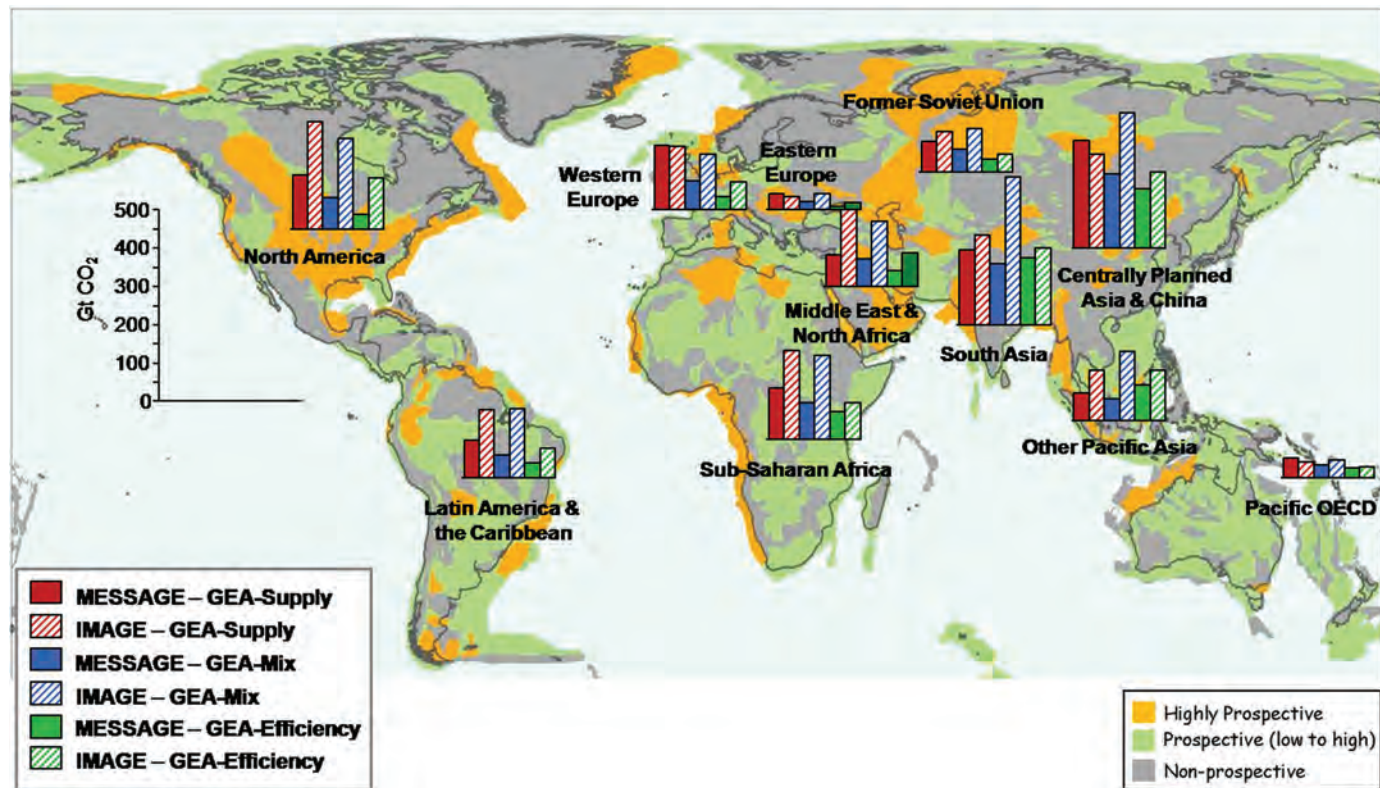 Former Soviet Union
Eastern
Europe
Western
Europe
500
400
300
200
100
0
Gt CO₂
North America
Centrally Planned
Asia & China
Middle East &
North Africa
South Asia
Other Pacific Asia
Sub-Saharan Africa
Latin America &
the Caribbean
Pacific OECD
MESSAGE – GEA-Supply
IMAGE – GEA-Supply
MESSAGE – GEA-Mix
IMAGE – GEA-Mix
MESSAGE – GEA-Efficiency
IMAGE – GEA-Efficiency
Highly Prospective
Prospective (low to high)
Non-prospective